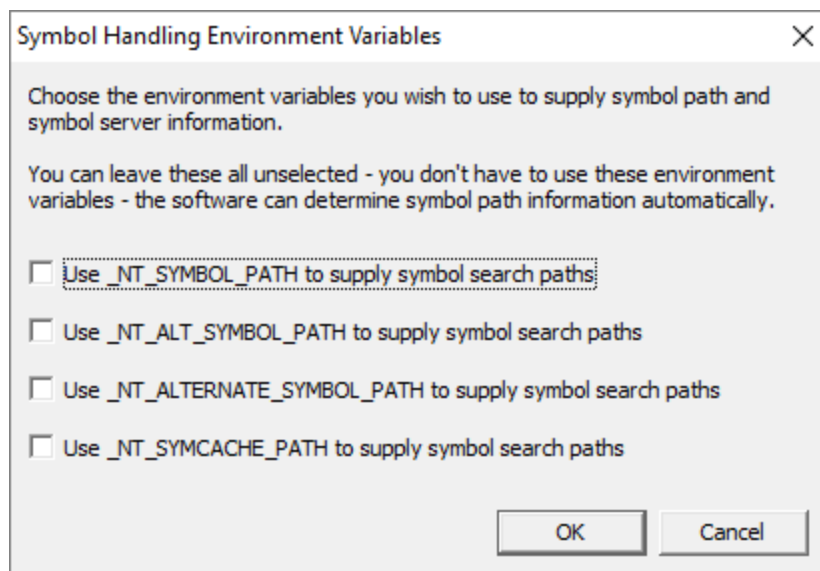 Symbol Handling Environment Variables
Choose the environment variables you wish to use to supply symbol path and
symbol server information.
You can leave these all unselected - you don't have to use these environment
variables - the software can determine symbol path information automatically.
Use _NT_SYMBOL_PATH to supply symbol search paths
Use _NT_ALT_SYMBOL_PATH to supply symbol search paths
Use _NT_ALTERNATE_SYMBOL_PATH to supply symbol search paths
Use _NT_SYMCACHE_PATH to supply symbol search paths
OK Cancel